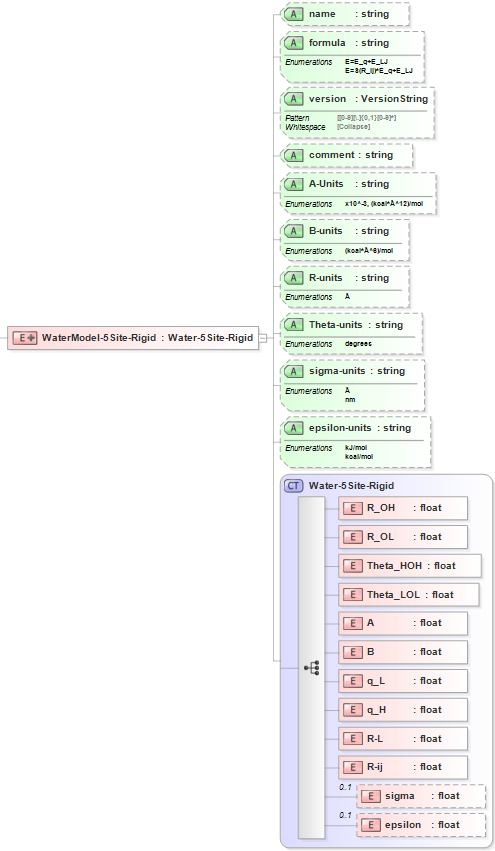 A name : string
A formula : string
Enumerations E=E_q+E_LJ
E=S(R_ij)*E_q+E_LJ
A version : VersionString
Pattern [[0-9]\.]{0,1}[0-9]*]
Whitespace [Collapse]
A comment : string
A A-Units : string
Enumerations x10^-3, (kcal*Å^12)/mol
A B-units : string
Enumerations (kcal*Å^6)/mol
A R-units : string
Enumerations Å
E WaterModel-5Site-Rigid : Water-5Site-Rigid
A Theta-units : string
Enumerations degrees
A sigma-units : string
Enumerations Å
nm
A epsilon-units : string
Enumerations kJ/mol
kcal/mol
CT Water-5Site-Rigid
E R_OH : float
E R_OL : float
E Theta_HOH : float
E Theta_LOL : float
E A : float
E B : float
E q_L : float
E q_H : float
E R-L : float
E R-ij : float
0..1
E sigma : float
0..1
E epsilon : float